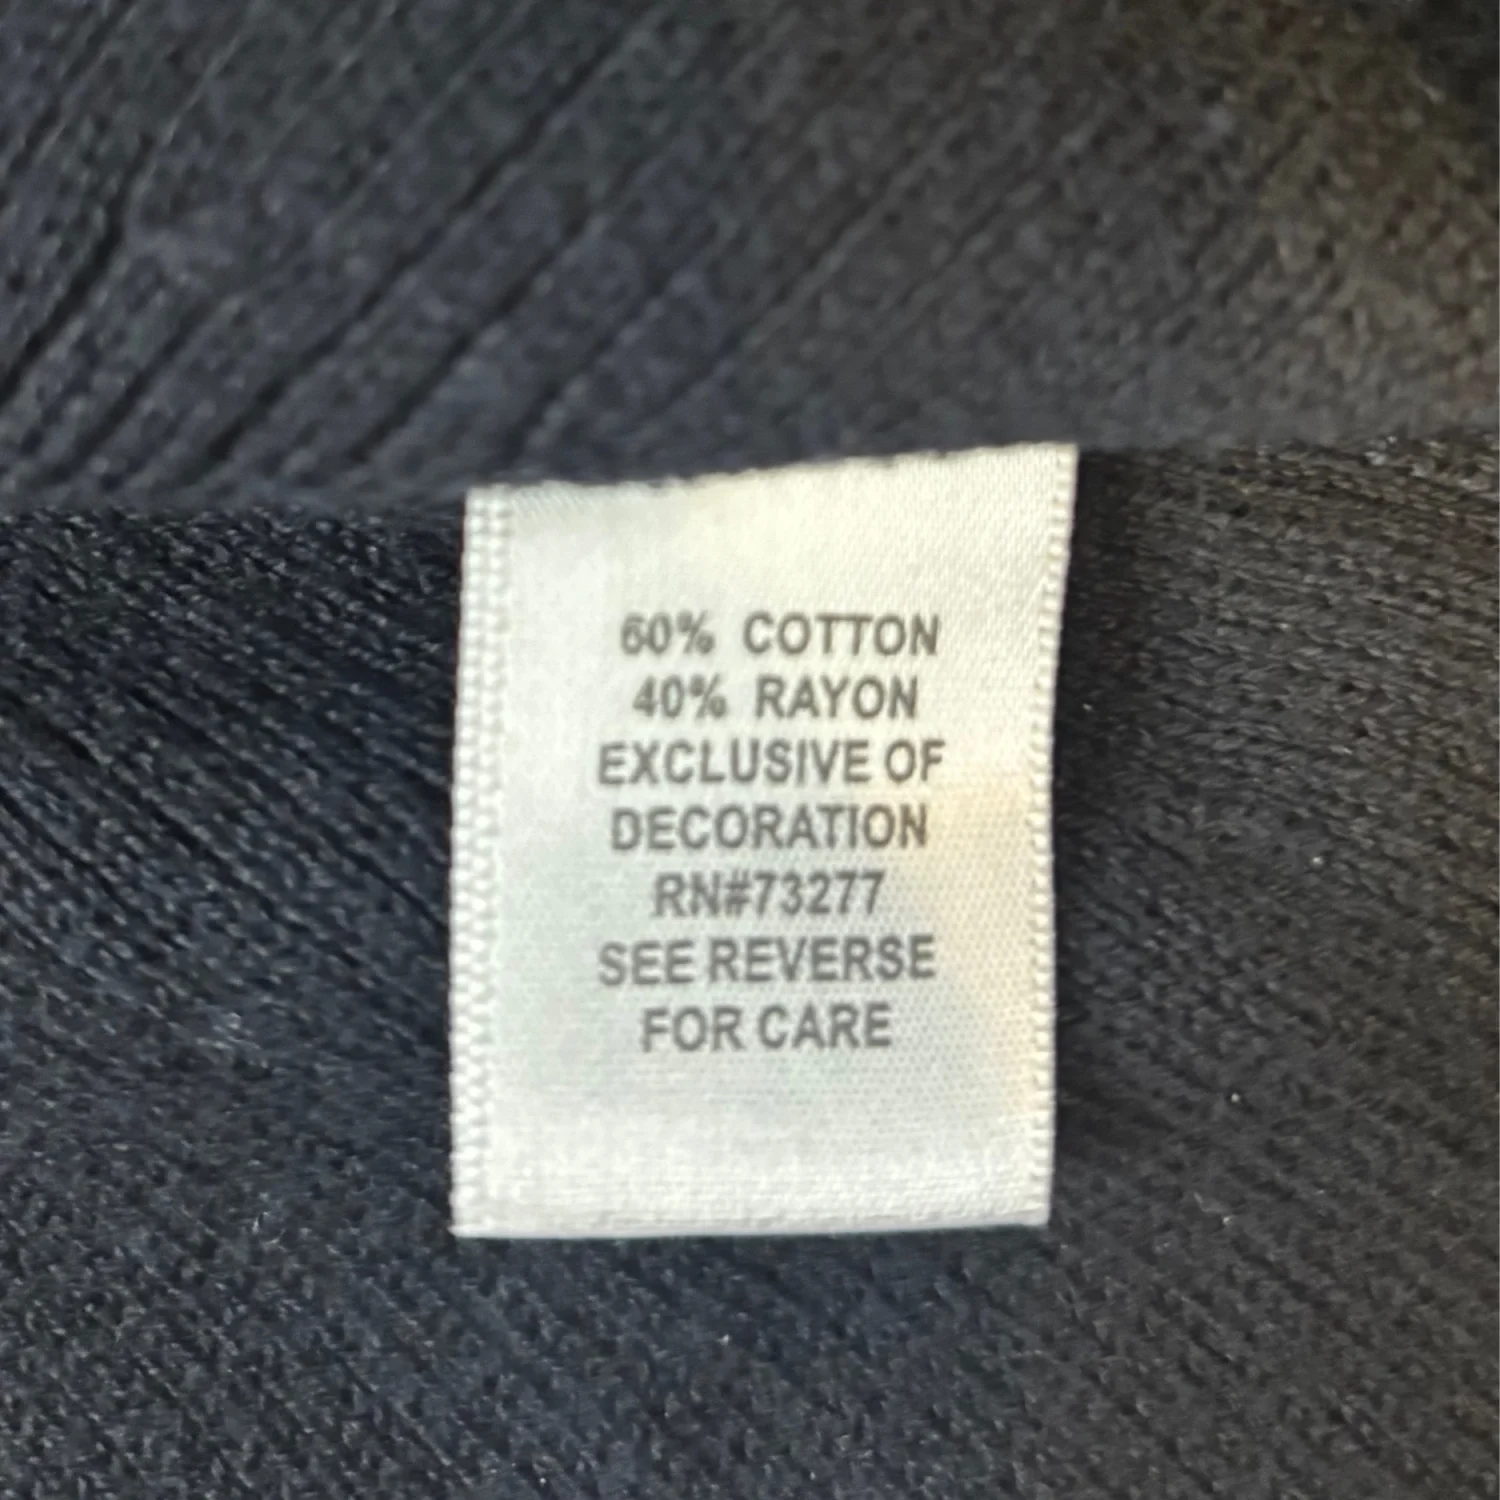 60% COTTON
40% RAYON
EXCLUSIVE OF
DECORATION
RN#73277
SEE REVERSE
FOR CARE